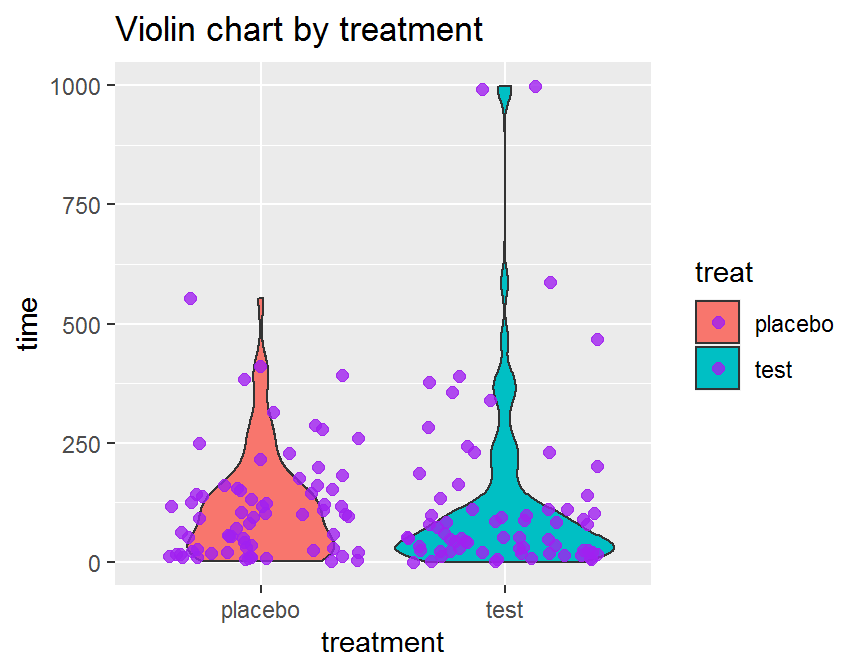 Violin chart by treatment
1000
750
500
250
0
time
placebo
test
treatment
treat
placebo
test